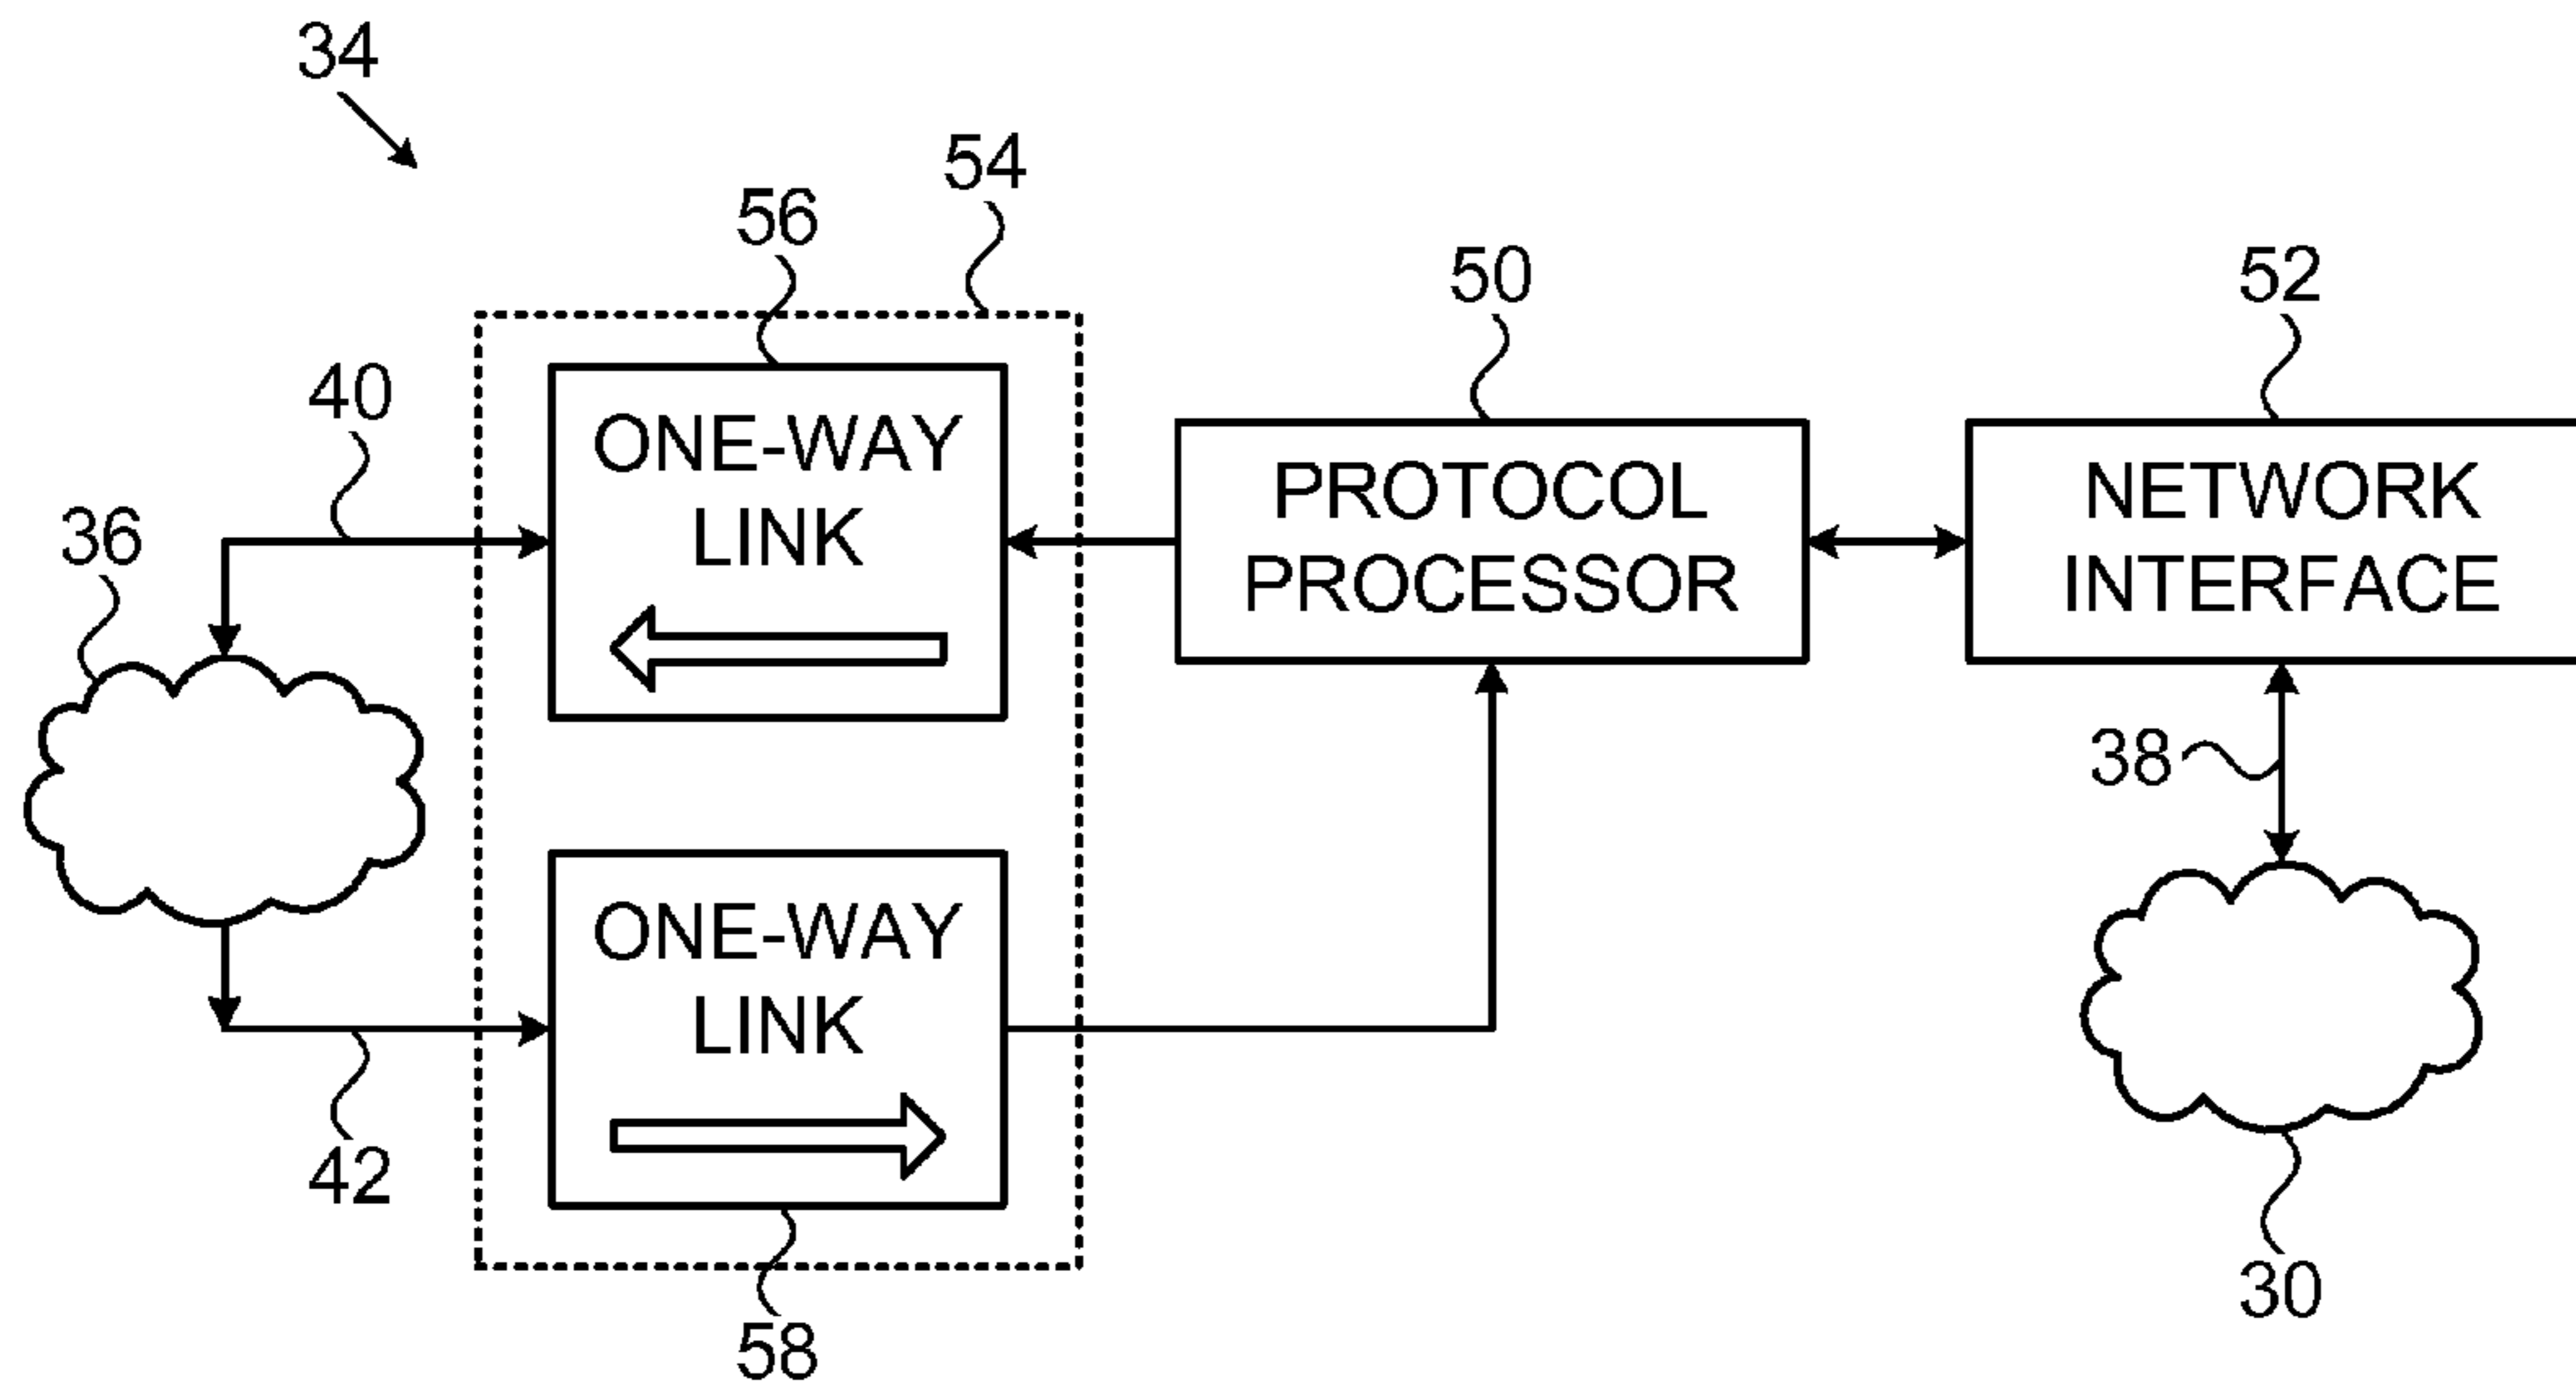 34
54
56
50
52
40
ONE-WAY
LINK
PROTOCOL
PROCESSOR
NETWORK
INTERFACE
36
38
ONE-WAY
LINK
42
30
58